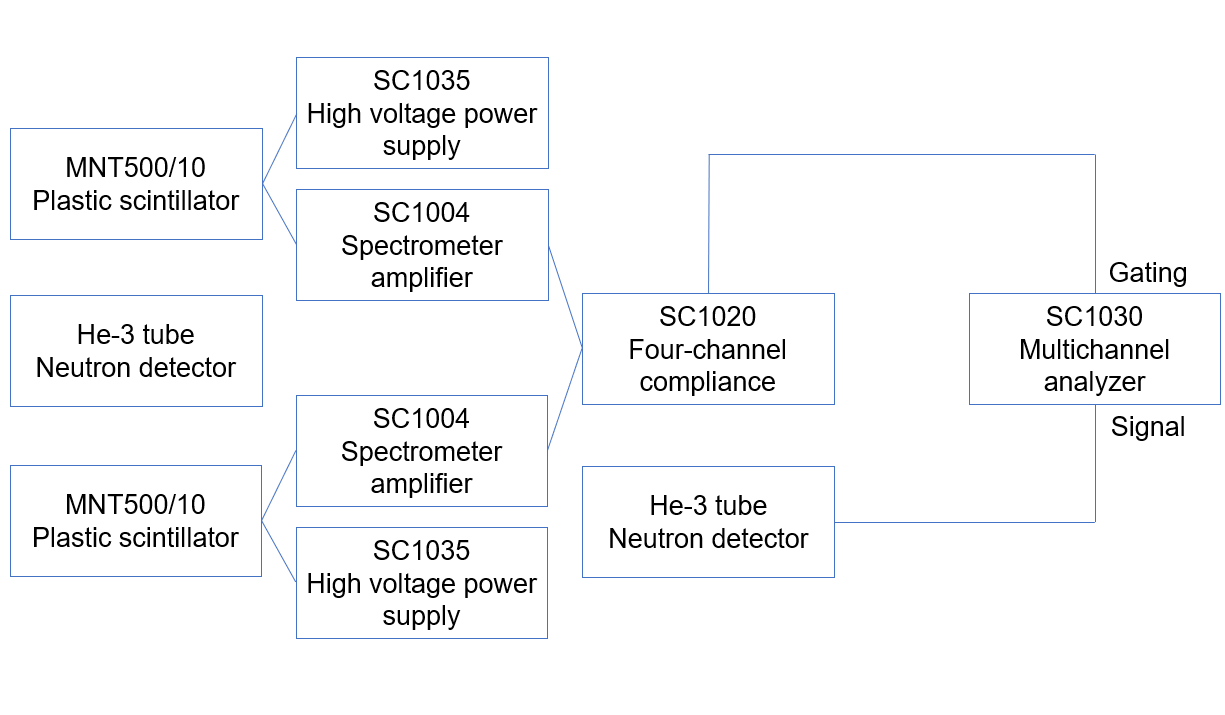 SC1035
High voltage power
supply
MNT500/10
Plastic scintillator
SC1004
Spectrometer
amplifier
Gating
He-3 tube
Neutron detector
SC1020
Four-channel
compliance
SC1030
Multichannel
analyzer
SC1004
Spectrometer
amplifier
Signal
MNT500/10
Plastic scintillator
He-3 tube
Neutron detector
SC1035
High voltage power
supply